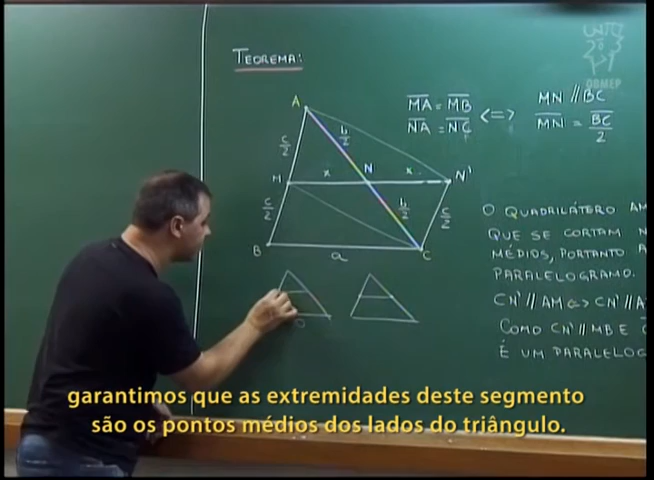 TEOREMA:
A
MA = MB
NA = NC
<=>
MN // BC
MN = BC/2
c/2
b/2
M
x
N
x
N'
c/2
b/2
c/2
B
a
C
O QUADRILÁTERO AM
QUE SE CORTAM N
MÉDIOS, PORTANTO
PARALELOGRAMO.
CN' // AM <=> CN' // A
COMO CN' // MB E
É UM PARALELOG
OBMEP
garantimos que as extremidades deste segmento
são os pontos médios dos lados do triângulo.